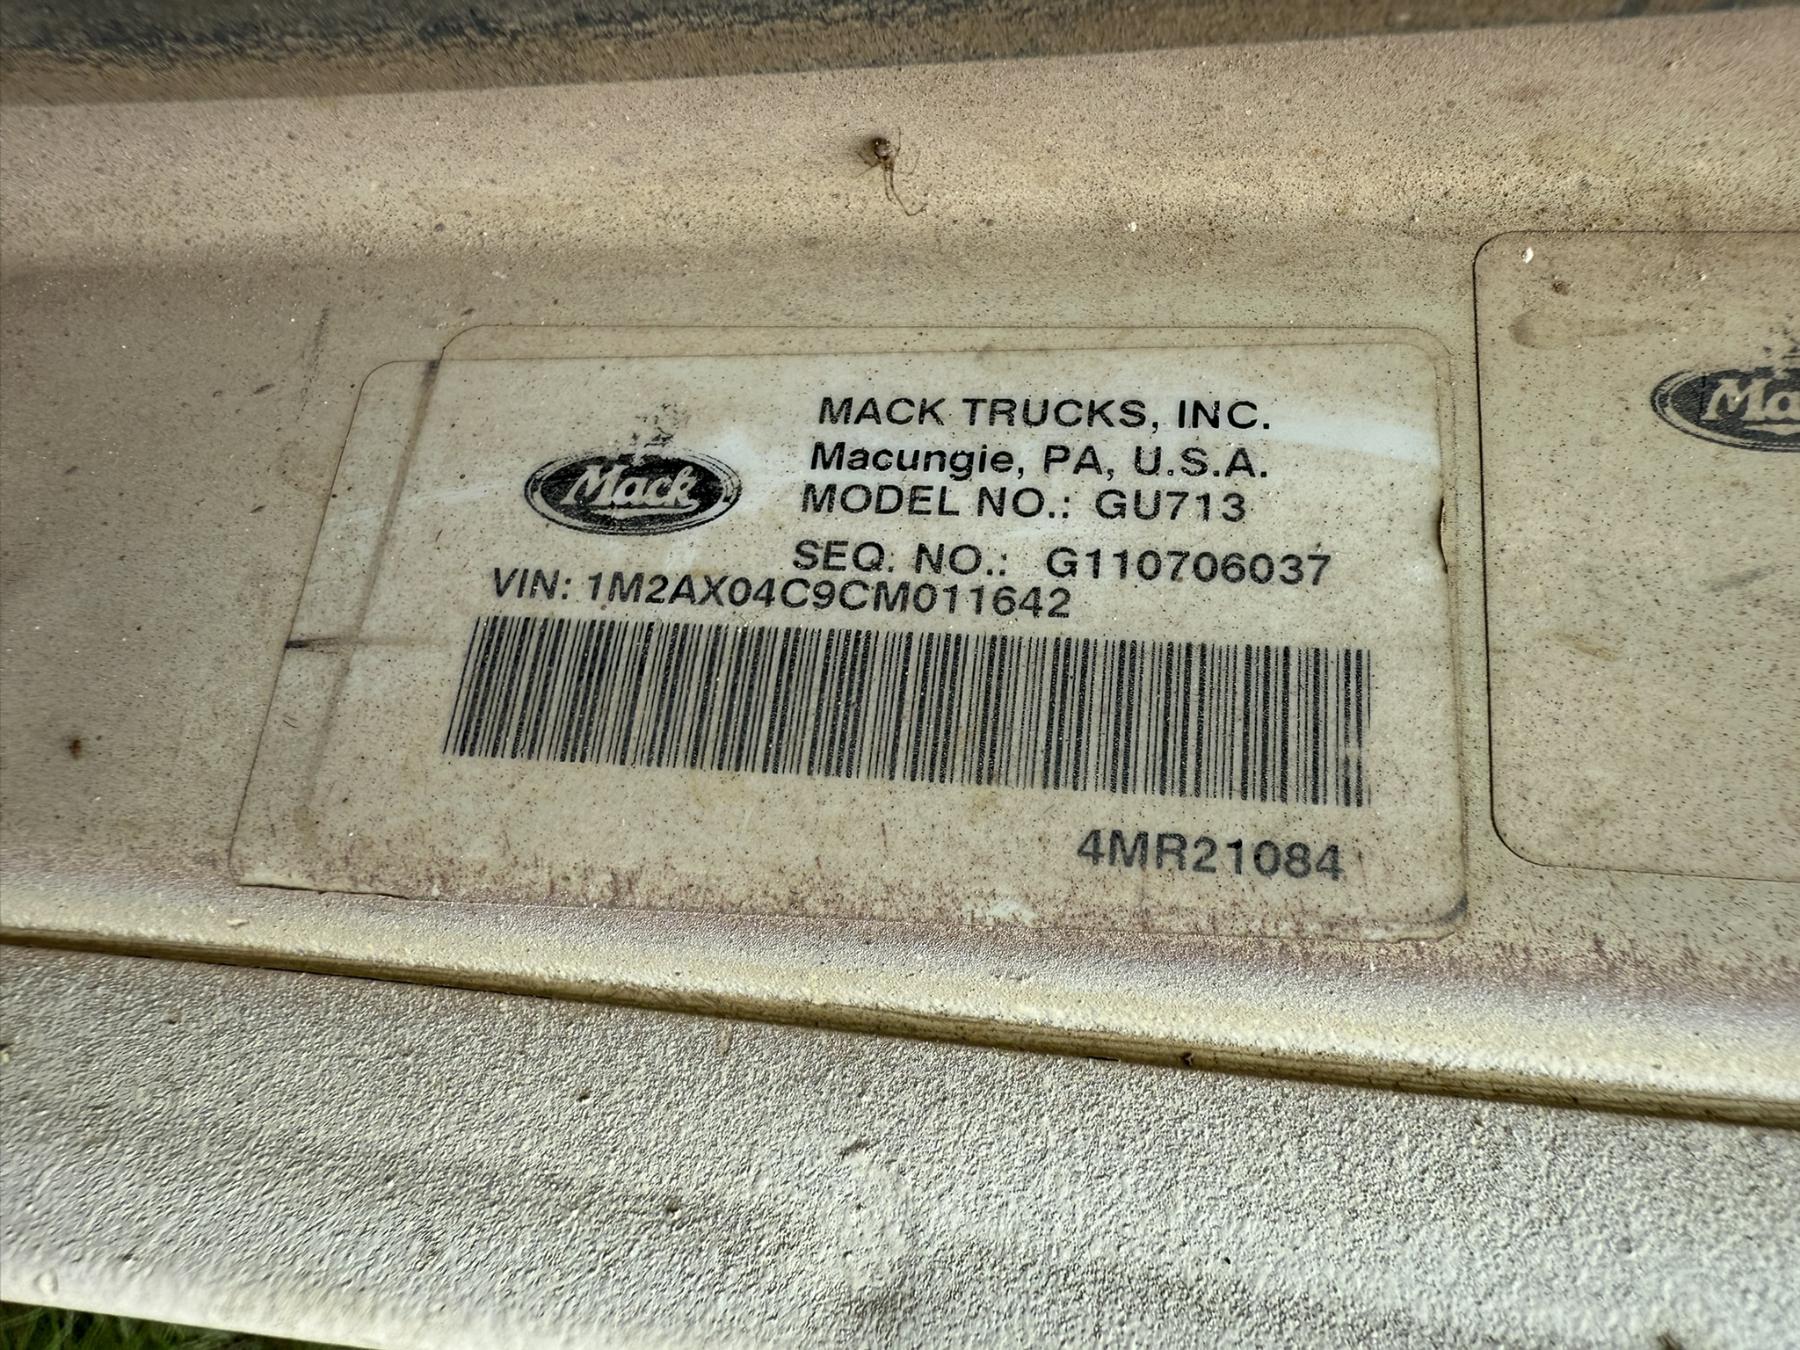 MACK TRUCKS, INC.
Macungie, PA, U.S.A.
Mack
MODEL NO.: GU713
SEQ. NO.: G110706037
VIN: 1M2AX04C9CM011642
4MR21084